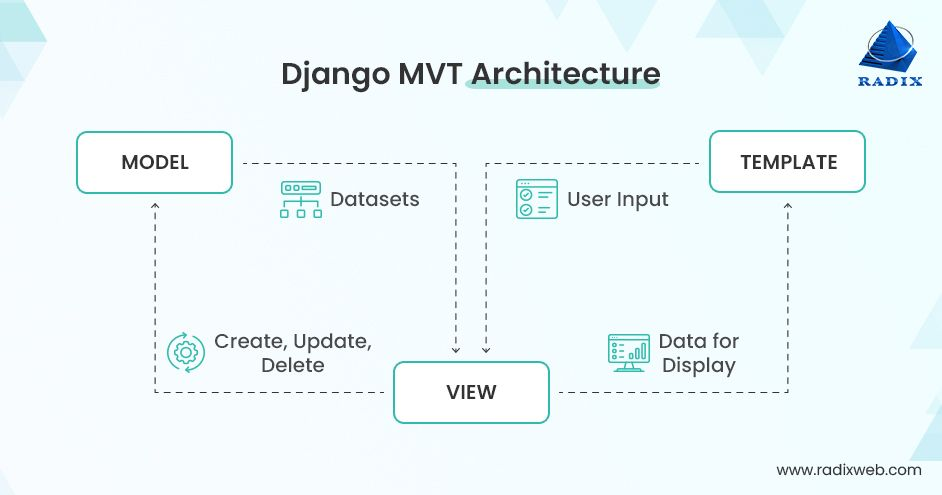 Django MVT Architecture
RADIX
MODEL
TEMPLATE
Datasets
User Input
Create, Update,
Delete
Data for
Display
VIEW
www.radixweb.com